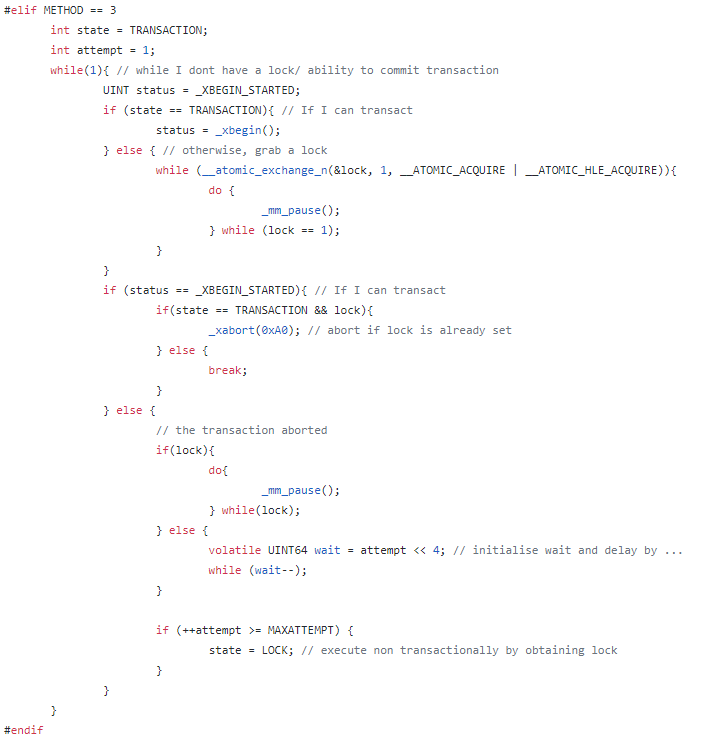 #elif METHOD == 3
int state = TRANSACTION;
int attempt = 1;
while(1){ // while I dont have a lock/ ability to commit transaction
UINT status = _XBEGIN_STARTED;
if (state == TRANSACTION){ // If I can transact
status = _xbegin();
} else { // otherwise, grab a lock
while (__atomic_exchange_n(&lock, 1, __ATOMIC_ACQUIRE | __ATOMIC_HLE_ACQUIRE)){
do {
_mm_pause();
} while (lock == 1);
}
}
if (status == _XBEGIN_STARTED){ // If I can transact
if(state == TRANSACTION && lock){
_xabort(0xA0); // abort if lock is already set
} else {
break;
}
} else {
// the transaction aborted
if(lock){
do{
_mm_pause();
} while(lock);
} else {
volatile UINT64 wait = attempt << 4; // initialise wait and delay by ...
while (wait--);
}
if (++attempt >= MAXATTEMPT) {
state = LOCK; // execute non transactionally by obtaining lock
}
}
}
#endif